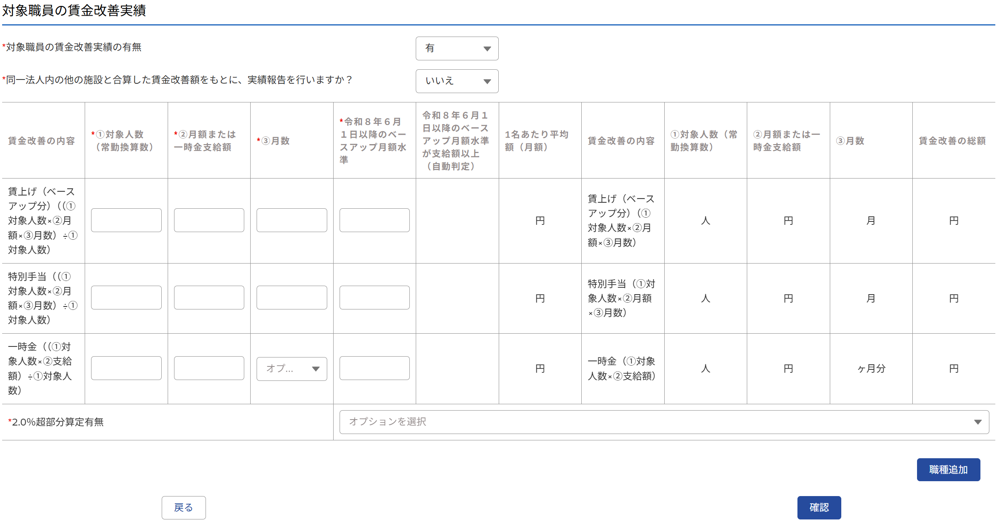 対象職員の賃金改善実績
*対象職員の賃金改善実績の有無
有
*同一法人内の他の施設と合算した賃金改善額をもとに、実績報告を行いますか？
いいえ
賃金改善の内容
*①対象人数
（常勤換算数）
*②月額または
一時金支給額
*③月数
*令和８年６月
１日以降のベー
スアップ月額水
準
令和８年６月１
日以降のベース
アップ月額水準
が支給額以上
（自動判定）
1名あたり平均
額（月額）
賃金改善の内容
①対象人数（常
勤換算数）
②月額または一
時金支給額
③月数
賃金改善の総額
賃上げ（ベース
アップ分）（（①
対象人数×②月
額×③月数）÷①
対象人数）
円
賃上げ（ベース
アップ分）（①
対象人数×②月
額×③月数）
人
円
月
円
特別手当（（①
対象人数×②月
額×③月数）÷①
対象人数）
円
特別手当（①対
象人数×②月額
×③月数）
人
円
月
円
一時金（（①対
象人数×②支給
額）÷①対象人
数）
オプ...
円
一時金（①対象
人数×②支給額）
人
円
ヶ月分
円
*2.0%超部分算定有無
オプションを選択
職種追加
戻る
確認